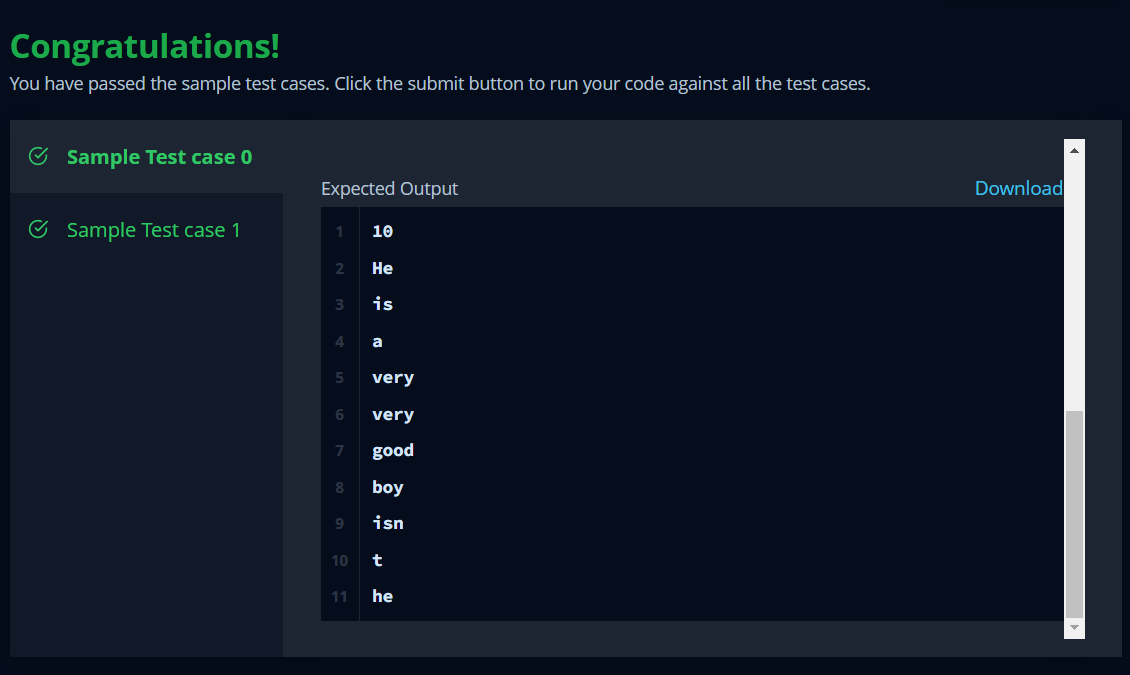 Congratulations!
You have passed the sample test cases. Click the submit button to run your code against all the test cases.
Sample Test case 0
Sample Test case 1
Expected Output
Download
1 10
2 He
3 is
4 a
5 very
6 very
7 good
8 boy
9 isn
10 t
11 he